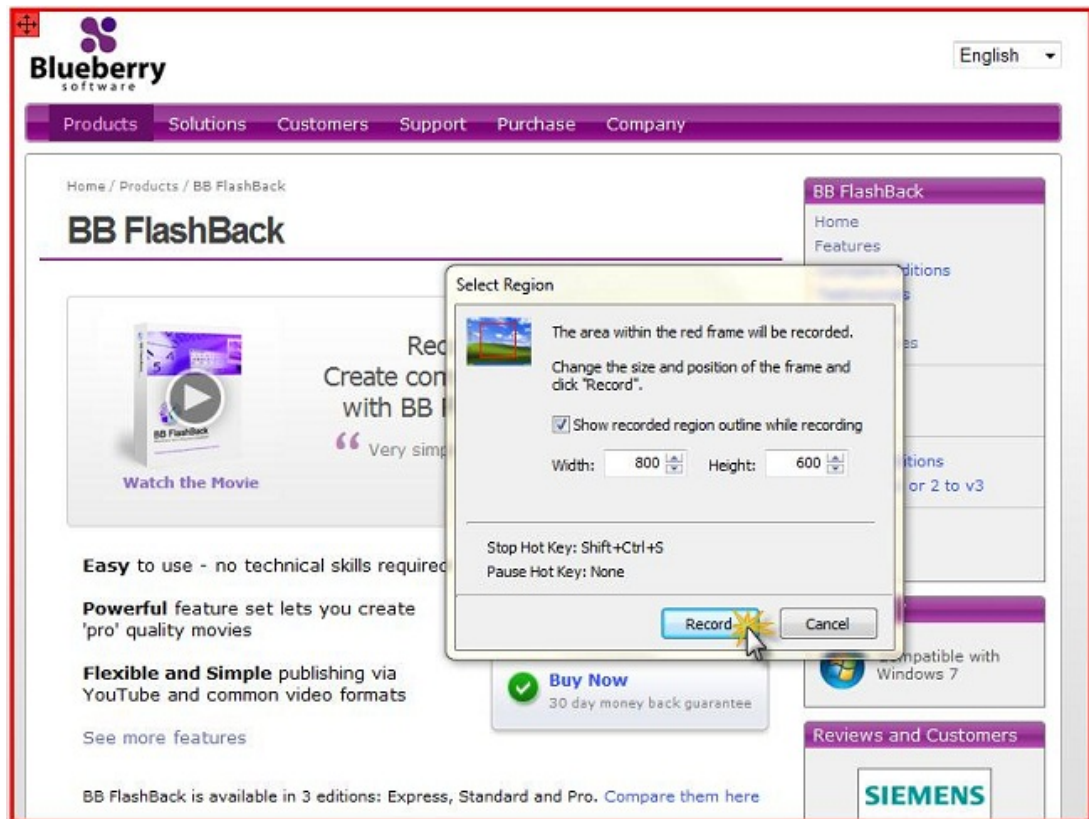 Blueberry
software
English
Products Solutions Customers Support Purchase Company
Home / Products / BB FlashBack
BB FlashBack
BB FlashBack
Home
Features
itions
es
itions
or 2 to v3
Rec
Create con
with BB
“ Very simp
BB FlashBack
Watch the Movie
Select Region
The area within the red frame will be recorded.
Change the size and position of the frame and
click "Record".
Show recorded region outline while recording
Width: 800 Height: 600
Stop Hot Key: Shift+Ctrl+S
Pause Hot Key: None
Record Cancel
Easy to use - no technical skills required
Powerful feature set lets you create
'pro' quality movies
Flexible and Simple publishing via
YouTube and common video formats
See more features
Buy Now
30 day money back guarantee
Compatible with
Windows 7
Reviews and Customers
SIEMENS
BB FlashBack is available in 3 editions: Express, Standard and Pro. Compare them here